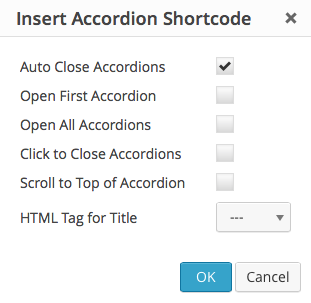 Insert Accordion Shortcode ×
Auto Close Accordions
Open First Accordion
Open All Accordions
Click to Close Accordions
Scroll to Top of Accordion
HTML Tag for Title ---
OK Cancel